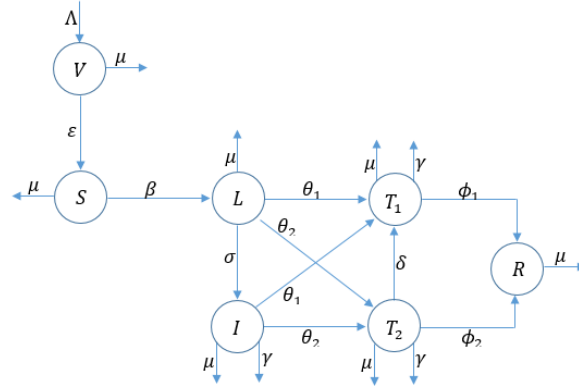 Λ
V μ
ε
μ μ μ γ
S β L θ₁ T₁ ϕ₁
θ₂
σ δ R μ
θ₁
I θ₂ T₂ ϕ₂
μ γ μ γ